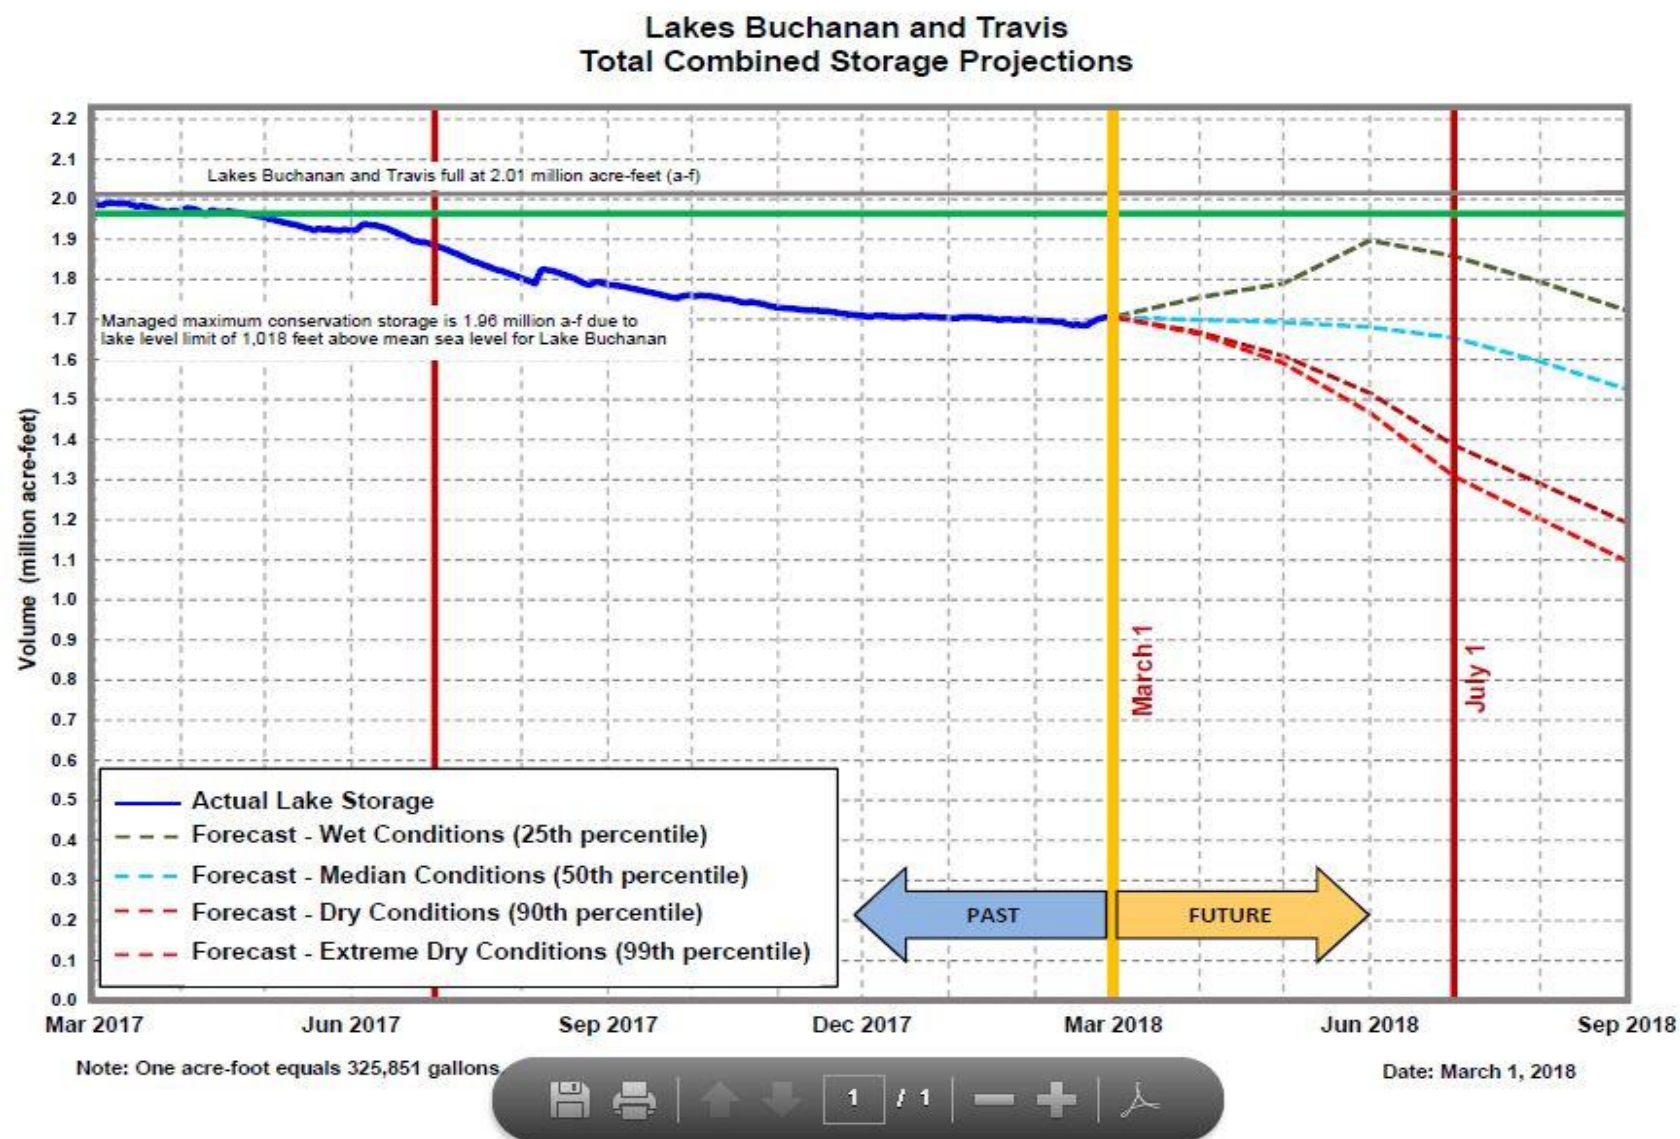 Lakes Buchanan and Travis
Total Combined Storage Projections
2.2
2.1
2.0
1.9
1.8
1.7
1.6
1.5
1.4
1.3
1.2
1.1
1.0
0.9
0.8
0.7
0.6
0.5
0.4
0.3
0.2
0.1
0.0
Volume (million acre-feet)
Lakes Buchanan and Travis full at 2.01 million acre-feet (a-f)
Managed maximum conservation storage is 1.96 million a-f due to
lake level limit of 1,018 feet above mean sea level for Lake Buchanan
March 1
July 1
Actual Lake Storage
Forecast - Wet Conditions (25th percentile)
Forecast - Median Conditions (50th percentile)
Forecast - Dry Conditions (90th percentile)
Forecast - Extreme Dry Conditions (99th percentile)
PAST
FUTURE
Mar 2017
Jun 2017
Sep 2017
Dec 2017
Mar 2018
Jun 2018
Sep 2018
Note: One acre-foot equals 325,851 gallons
Date: March 1, 2018
1 / 1